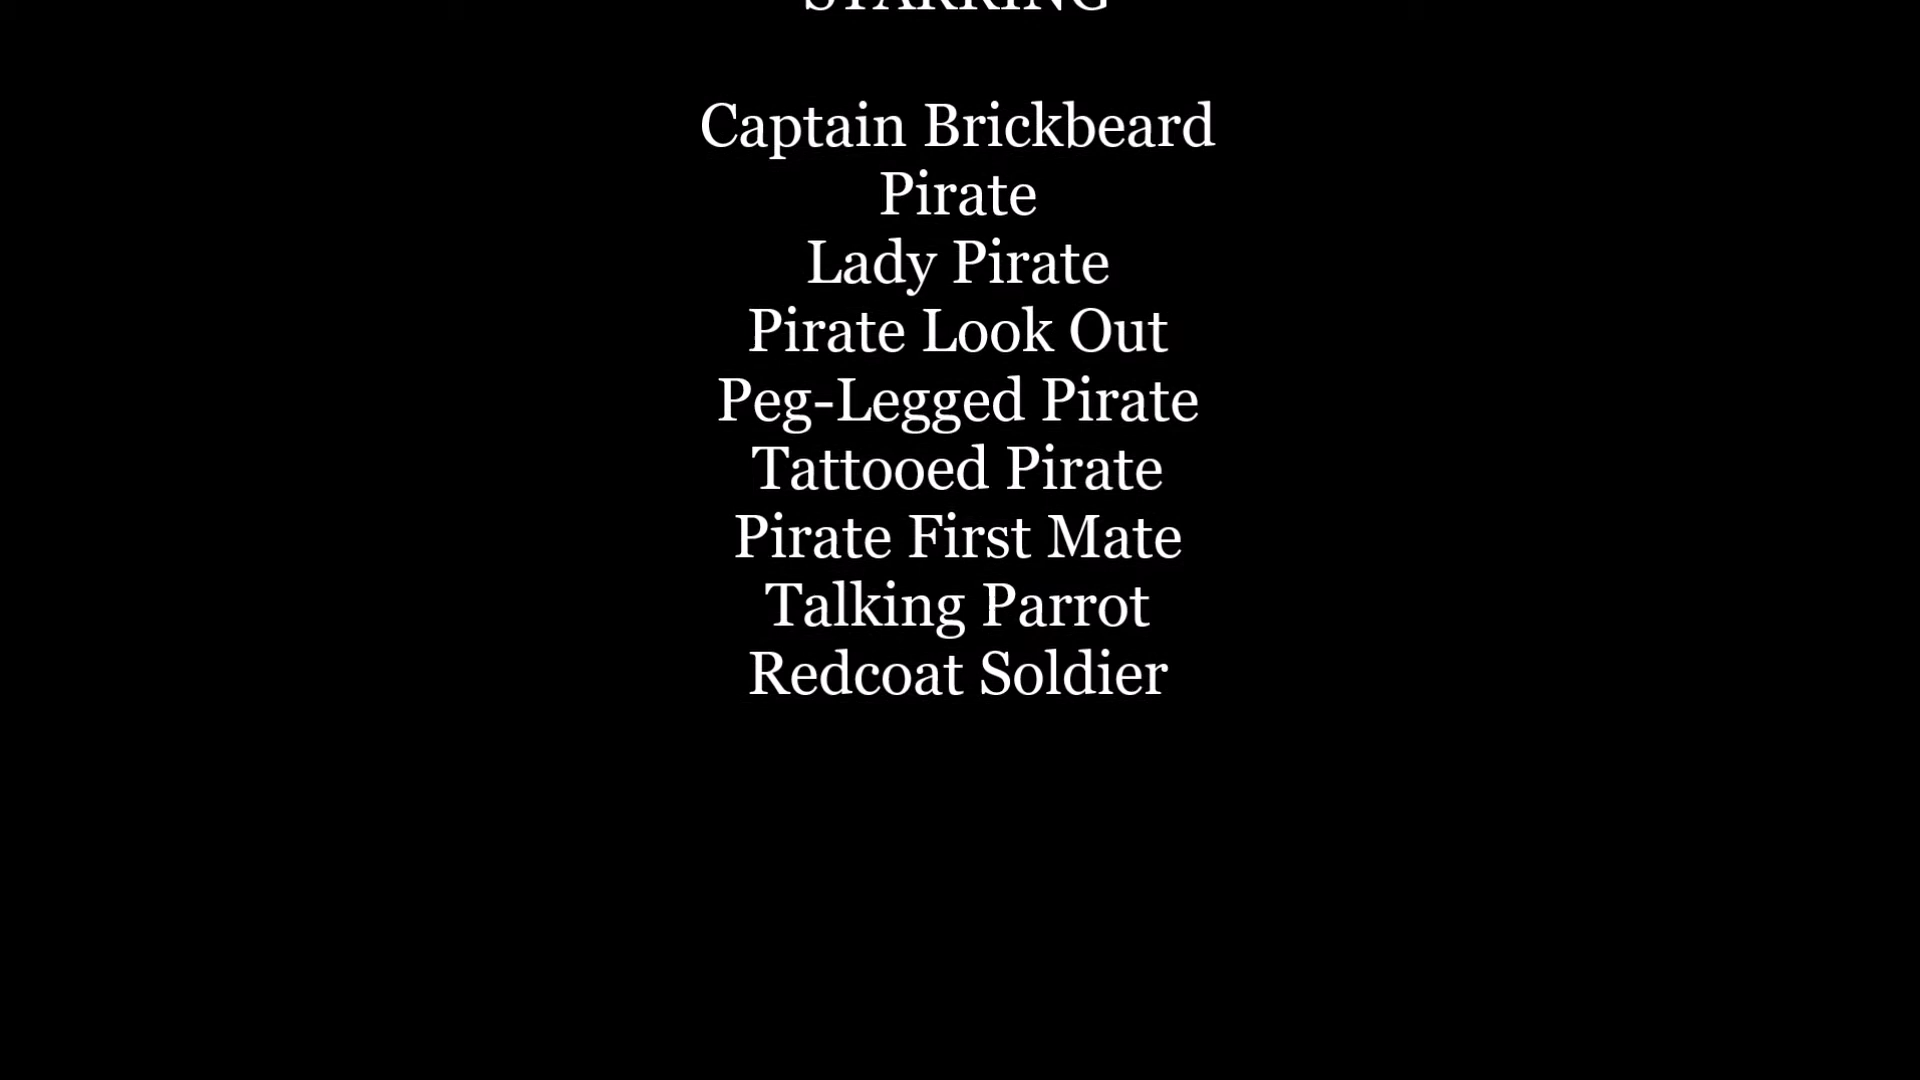 STARRING
Captain Brickbeard
Pirate
Lady Pirate
Pirate Look Out
Peg-Legged Pirate
Tattooed Pirate
Pirate First Mate
Talking Parrot
Redcoat Soldier